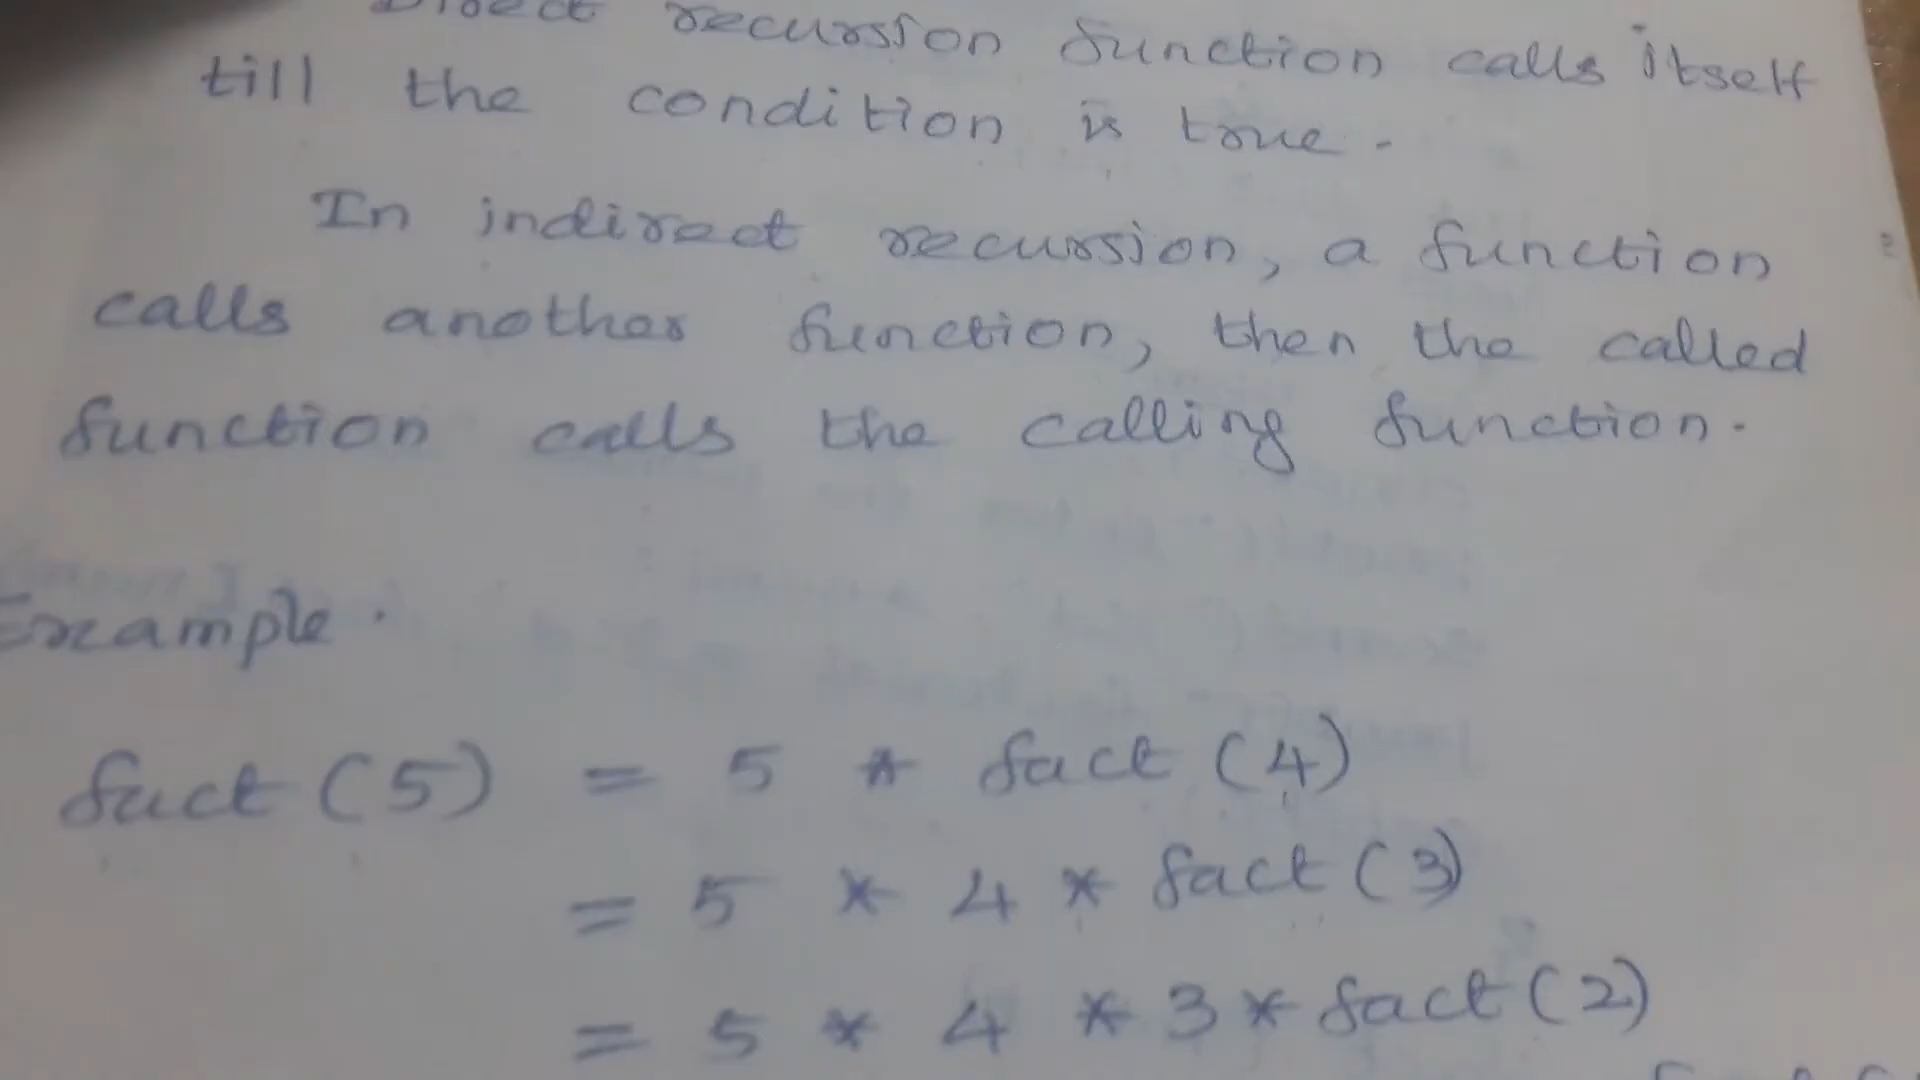 Direct recursion function calls itself
till the condition is true.
In indirect recursion, a function
calls another function, then the called
function calls the calling function.
Example.
fact (5) = 5 * fact (4)
= 5 * 4 * fact (3)
= 5 * 4 * 3 * fact (2)